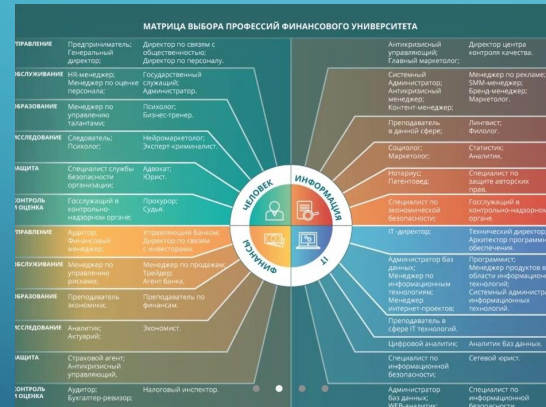 МАТРИЦА ВЫБОРА ПРОФЕССИЙ ФИНАНСОВОГО УНИВЕРСИТЕТА
УПРАВЛЕНИЕ
Предприниматель;
Генеральный
директор;
Директор по связям с
общественностью;
Директор по персоналу.
ОБСЛУЖИВАНИЕ
HR-менеджер;
Менеджер по оценке
персонала;
Государственный
служащий;
Администратор.
ОБРАЗОВАНИЕ
Менеджер по
управлению
талантами;
Психолог;
Бизнес-тренер.
ИССЛЕДОВАНИЕ
Следователь;
Психолог;
Нейромаркетолог;
Эксперт-криминалист.
ЗАЩИТА
Специалист службы
безопасности
организации;
Адвокат;
Юрист.
КОНТРОЛЬ
И ОЦЕНКА
Госслужащий в
контрольно-
надзорном органе;
Прокурор;
Судья.
УПРАВЛЕНИЕ
Аудитор;
Финансовый
менеджер;
Управляющий банком;
Директор по связям
с инвесторами.
ОБСЛУЖИВАНИЕ
Менеджер по
управлению
рисками;
Менеджер по продажам;
Трейдер;
Агент банка.
ОБРАЗОВАНИЕ
Преподаватель
экономики;
Преподаватель по
финансам.
ИССЛЕДОВАНИЕ
Аналитик;
Актуарий;
Экономист.
ЗАЩИТА
Страховой агент;
Антикризисный
управляющий.
КОНТРОЛЬ
И ОЦЕНКА
Аудитор;
Бухгалтер-ревизор;
Налоговый инспектор.
ЧЕЛОВЕК
ИНФОРМАЦИЯ
ФИНАНСЫ
IT
Антикризисный
управляющий;
Главный маркетолог;
Директор центра
контроля качества.
Системный
Администратор;
Антикризисный
менеджер;
Контент-менеджер;
Менеджер по рекламе;
SMM-менеджер;
Бренд-менеджер;
Маркетолог.
Преподаватель
в данной сфере;
Лингвист;
Филолог.
Социолог;
Маркетолог;
Статистик;
Аналитик.
Нотариус;
Патентовед;
Специалист по
защите авторских
прав.
Специалист по
экономической
безопасности;
Госслужащий в
контрольно-надзорном
органе.
IT-директор;
Технический директор;
Архитектор программн
обеспечения.
Администратор баз
данных;
Менеджер по
информационным
технологиям;
Менеджер
интернет-проектов;
Программист;
Менеджер продуктов в
области информацион
технологий;
Системный администра
информационных
технологий.
Преподаватель в
сфере IT технологий.
Цифровой аналитик;
Аналитик баз данных.
Специалист по
информационной
безопасности;
Сетевой юрист.
Администратор
баз данных;
WEB-аналитик;
Специалист по
информационной
безопасности.